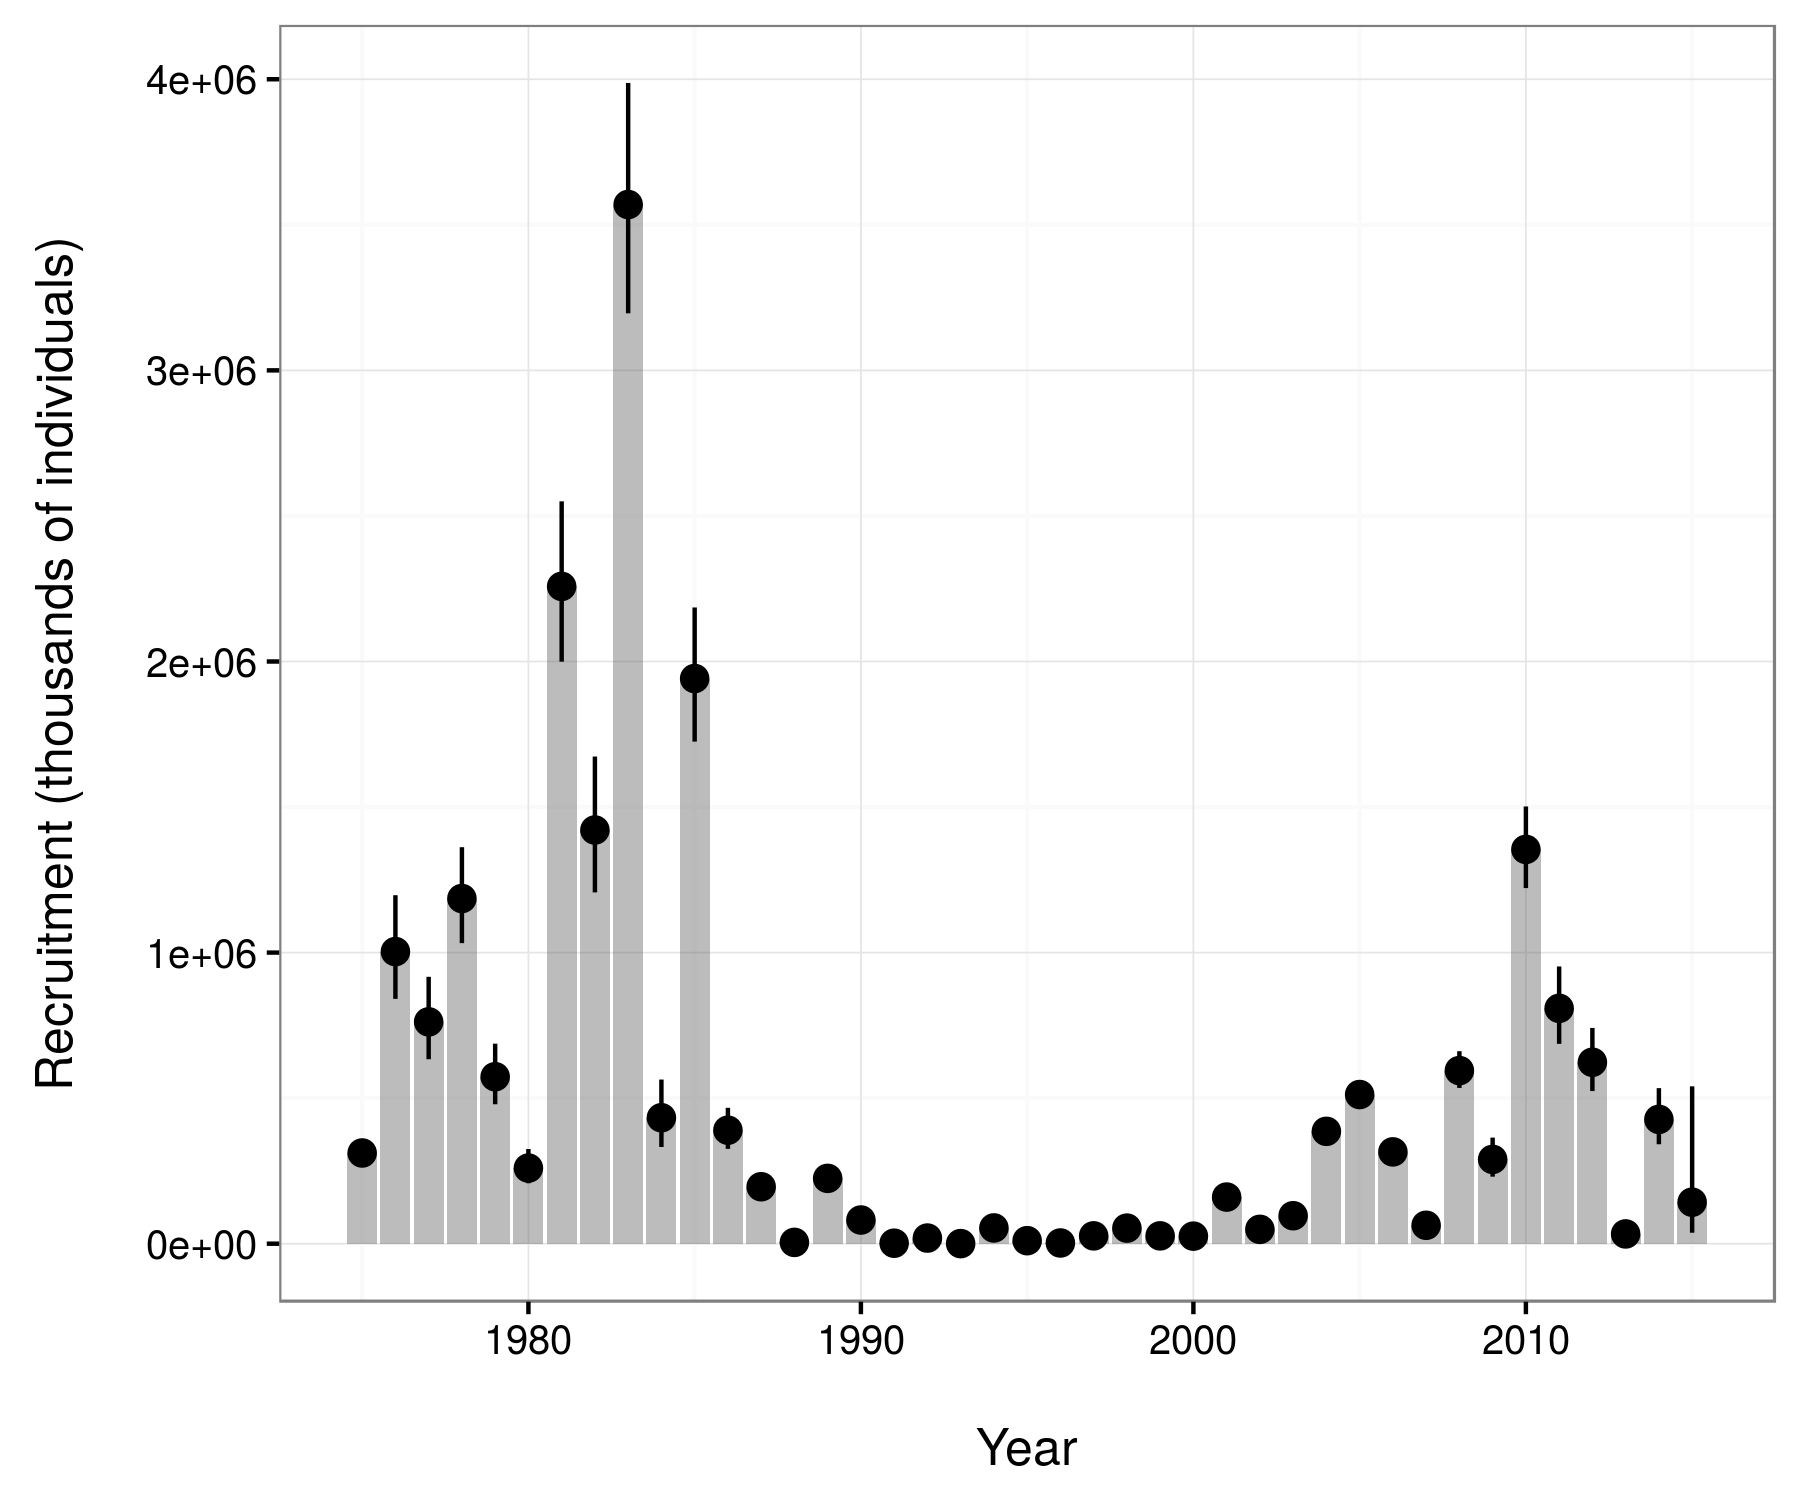 4e+06
3e+06
2e+06
1e+06
0e+00
Recruitment (thousands of individuals)
1980 1990 2000 2010
Year